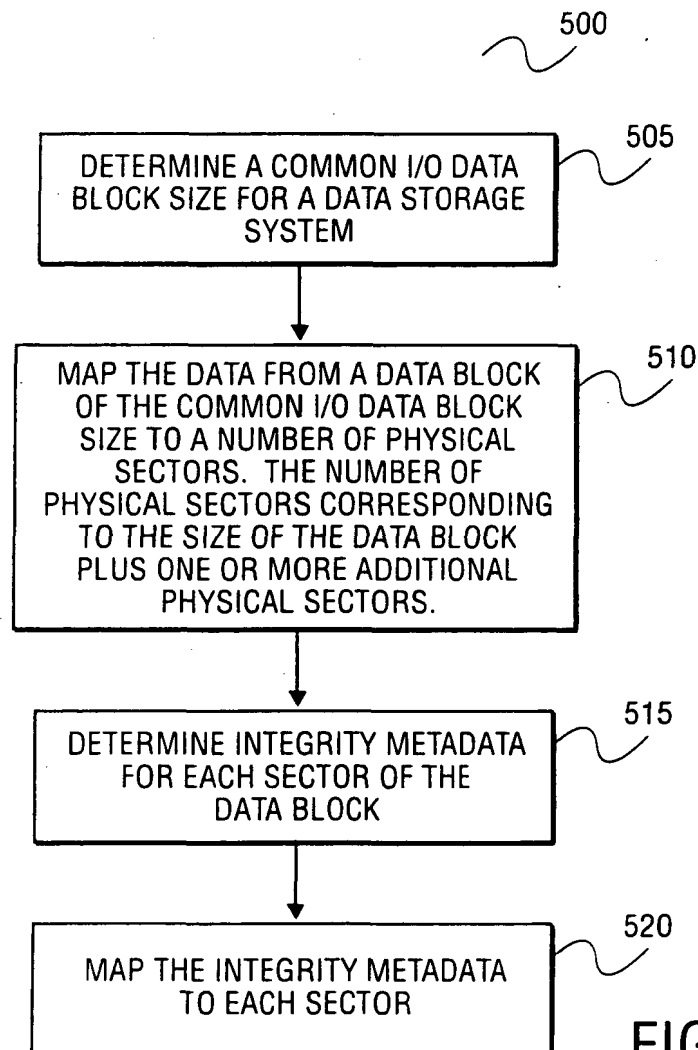 500
505
DETERMINE A COMMON I/O DATA
BLOCK SIZE FOR A DATA STORAGE
SYSTEM
510
MAP THE DATA FROM A DATA BLOCK
OF THE COMMON I/O DATA BLOCK
SIZE TO A NUMBER OF PHYSICAL
SECTORS. THE NUMBER OF
PHYSICAL SECTORS CORRESPONDING
TO THE SIZE OF THE DATA BLOCK
PLUS ONE OR MORE ADDITIONAL
PHYSICAL SECTORS.
515
DETERMINE INTEGRITY METADATA
FOR EACH SECTOR OF THE
DATA BLOCK
520
MAP THE INTEGRITY METADATA
TO EACH SECTOR
FIG